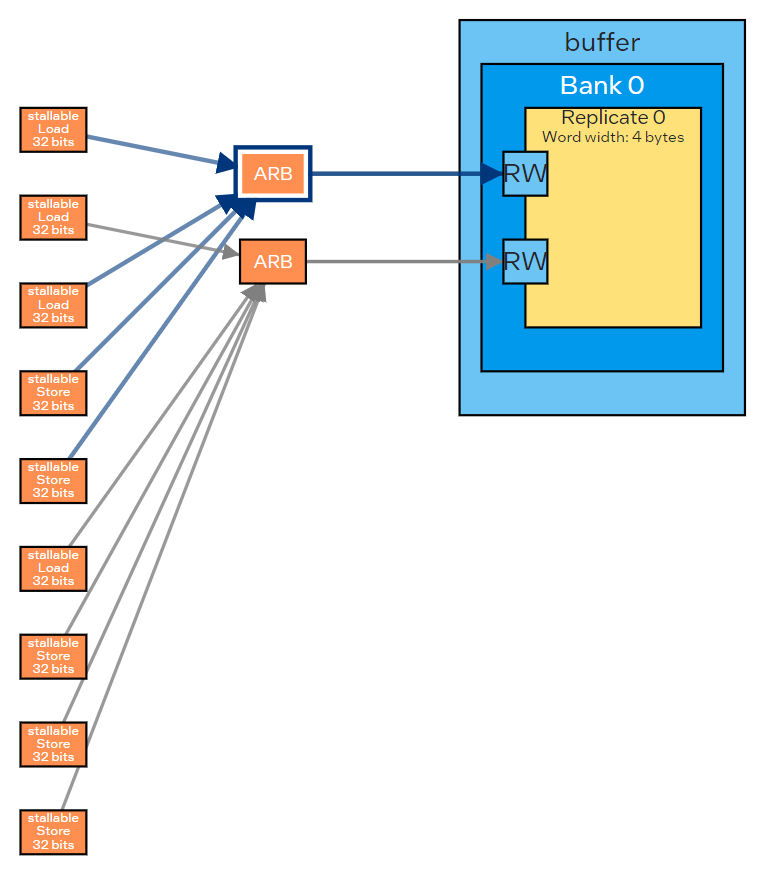 buffer
Bank 0
Replicate 0
Word width: 4 bytes
RW
RW
ARB
ARB
stallable
Load
32 bits
stallable
Load
32 bits
stallable
Load
32 bits
stallable
Store
32 bits
stallable
Store
32 bits
stallable
Load
32 bits
stallable
Store
32 bits
stallable
Store
32 bits
stallable
Store
32 bits